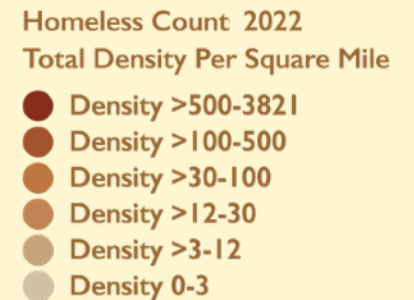 Homeless Count 2022
Total Density Per Square Mile
Density >500-3821
Density >100-500
Density >30-100
Density >12-30
Density >3-12
Density 0-3